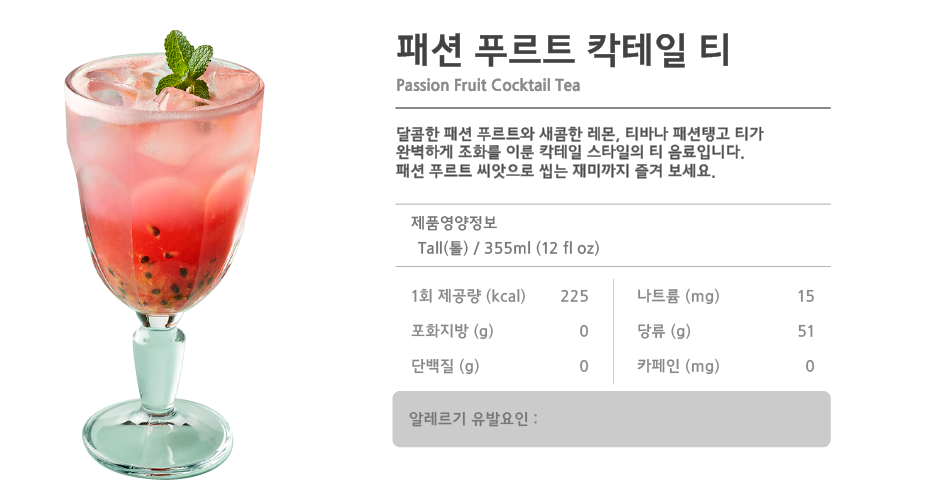 패션 푸르트 칵테일 티
Passion Fruit Cocktail Tea
달콤한 패션 푸르트와 새콤한 레몬, 티바나 패션탱고 티가
완벽하게 조화를 이룬 칵테일 스타일의 티 음료입니다.
패션 푸르트 씨앗으로 씹는 재미까지 즐겨 보세요.
제품영양정보
Tall(톨) / 355ml (12 fl oz)
1회 제공량 (kcal) 225 나트륨 (mg) 15
포화지방 (g) 0 당류 (g) 51
단백질 (g) 0 카페인 (mg) 0
알레르기 유발요인 :